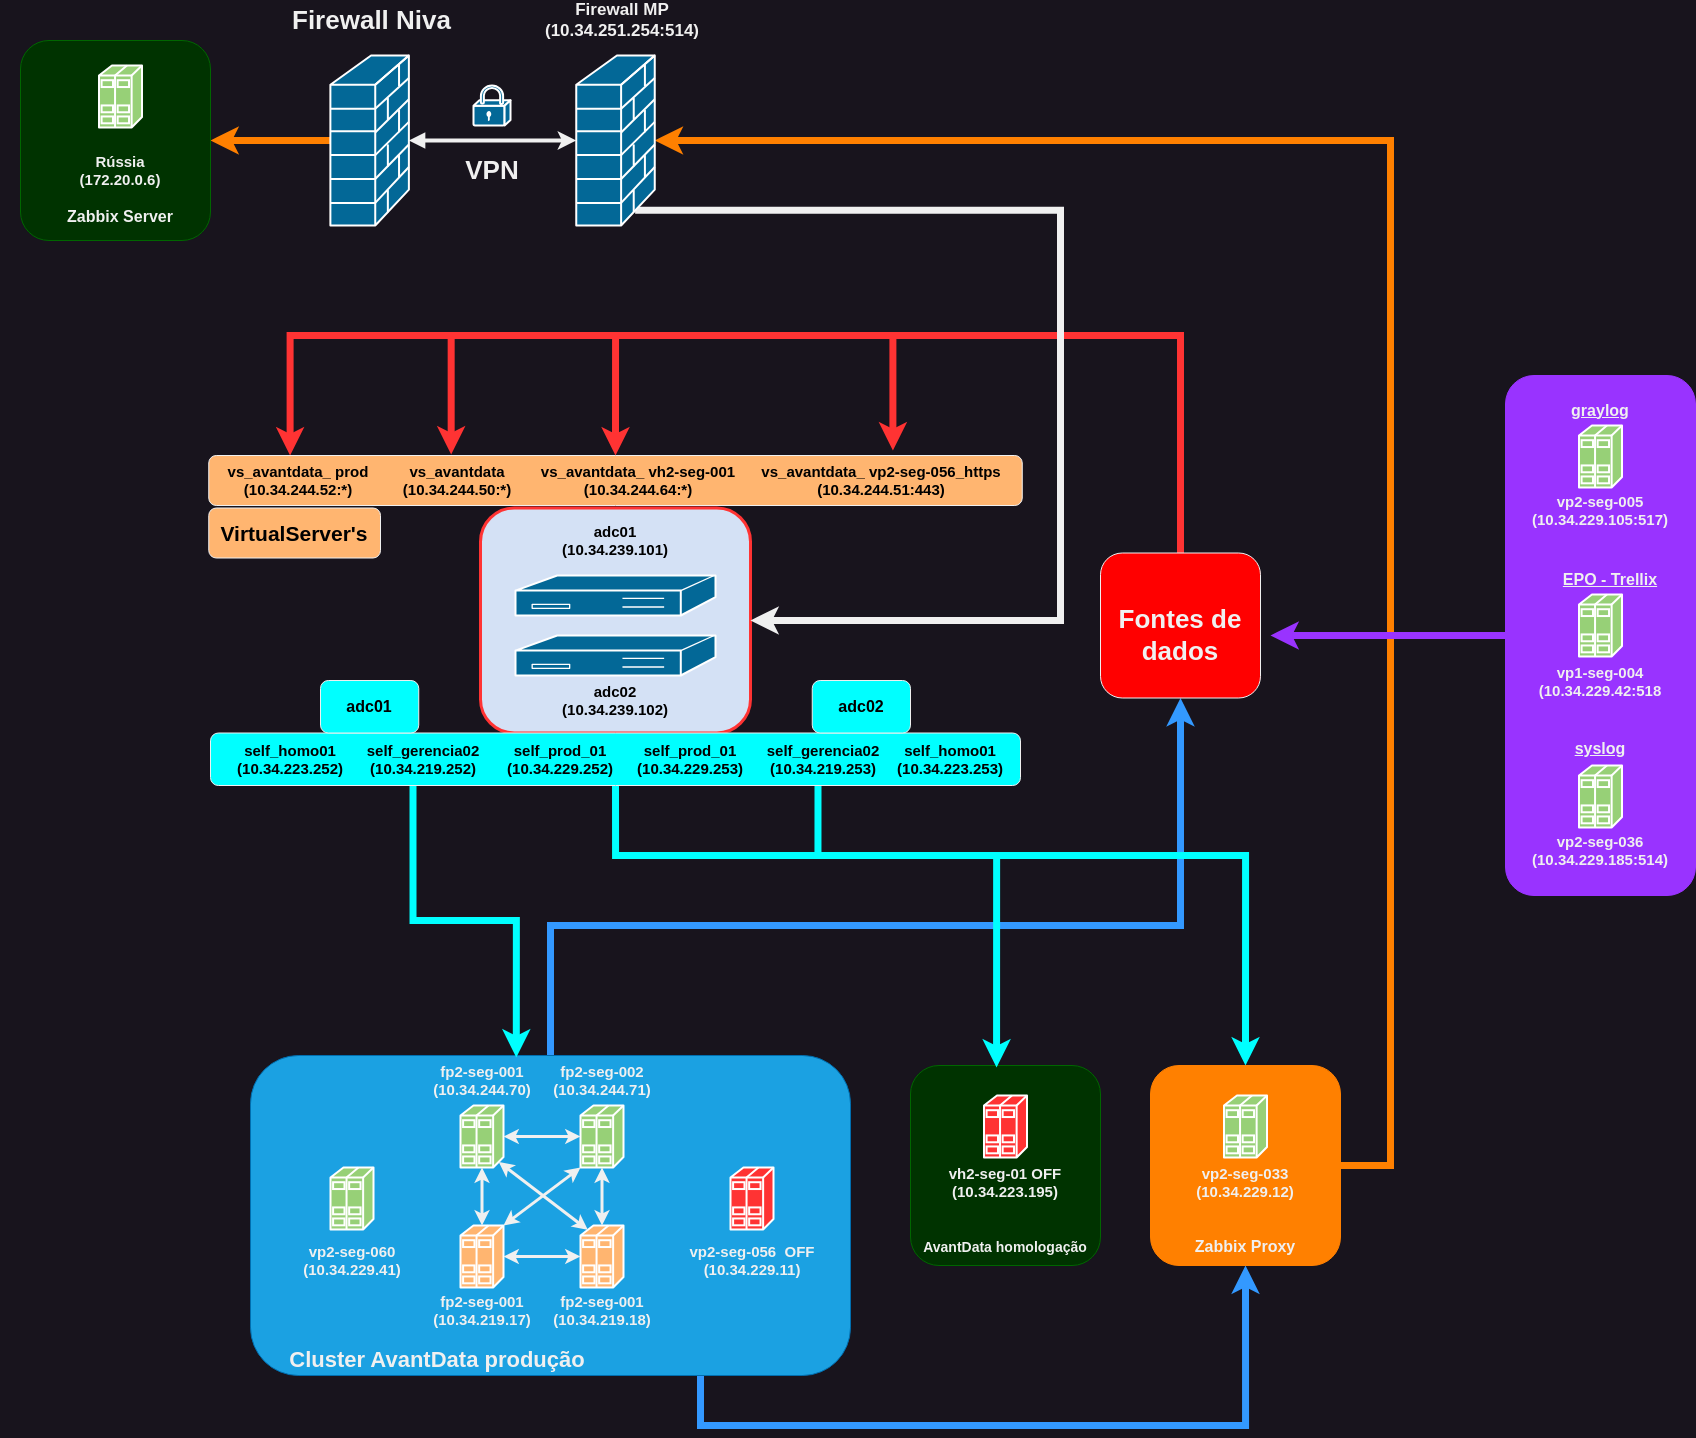 Firewall Niva
Firewall MP
(10.34.251.254:514)
Rússia
(172.20.0.6)
Zabbix Server
VPN
vs_avantdata_ prod
(10.34.244.52:*)
vs_avantdata
(10.34.244.50:*)
vs_avantdata_ vh2-seg-001
(10.34.244.64:*)
vs_avantdata_ vp2-seg-056_https
(10.34.244.51:443)
VirtualServer's
adc01
(10.34.239.101)
adc02
(10.34.239.102)
Fontes de
dados
graylog
vp2-seg-005
(10.34.229.105:517)
EPO - Trellix
vp1-seg-004
(10.34.229.42:518
syslog
vp2-seg-036
(10.34.229.185:514)
adc01
adc02
self_homo01
(10.34.223.252)
self_gerencia02
(10.34.219.252)
self_prod_01
(10.34.229.252)
self_prod_01
(10.34.229.253)
self_gerencia02
(10.34.219.253)
self_homo01
(10.34.223.253)
fp2-seg-001
(10.34.244.70)
fp2-seg-002
(10.34.244.71)
vp2-seg-060
(10.34.229.41)
vp2-seg-056  OFF
(10.34.229.11)
fp2-seg-001
(10.34.219.17)
fp2-seg-001
(10.34.219.18)
Cluster AvantData produção
vh2-seg-01 OFF
(10.34.223.195)
AvantData homologação
vp2-seg-033
(10.34.229.12)
Zabbix Proxy